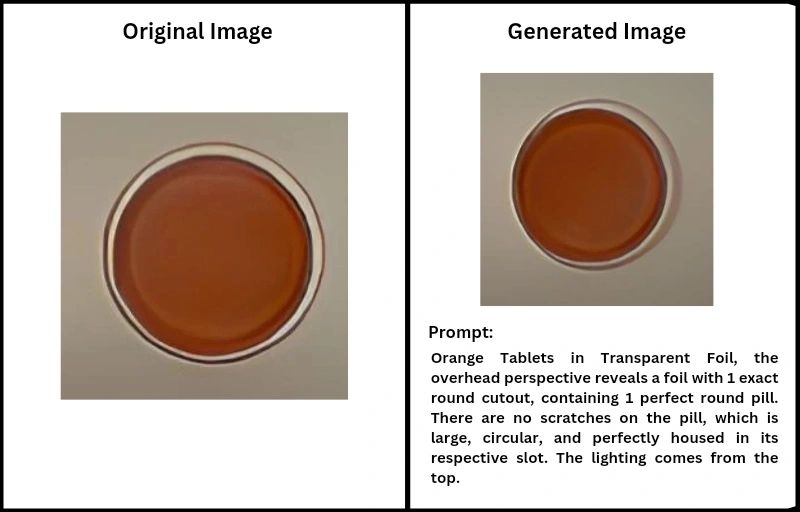 Original Image
Generated Image
Prompt:
Orange Tablets in Transparent Foil, the
overhead perspective reveals a foil with 1 exact
round cutout, containing 1 perfect round pill.
There are no scratches on the pill, which is
large, circular, and perfectly housed in its
respective slot. The lighting comes from the
top.